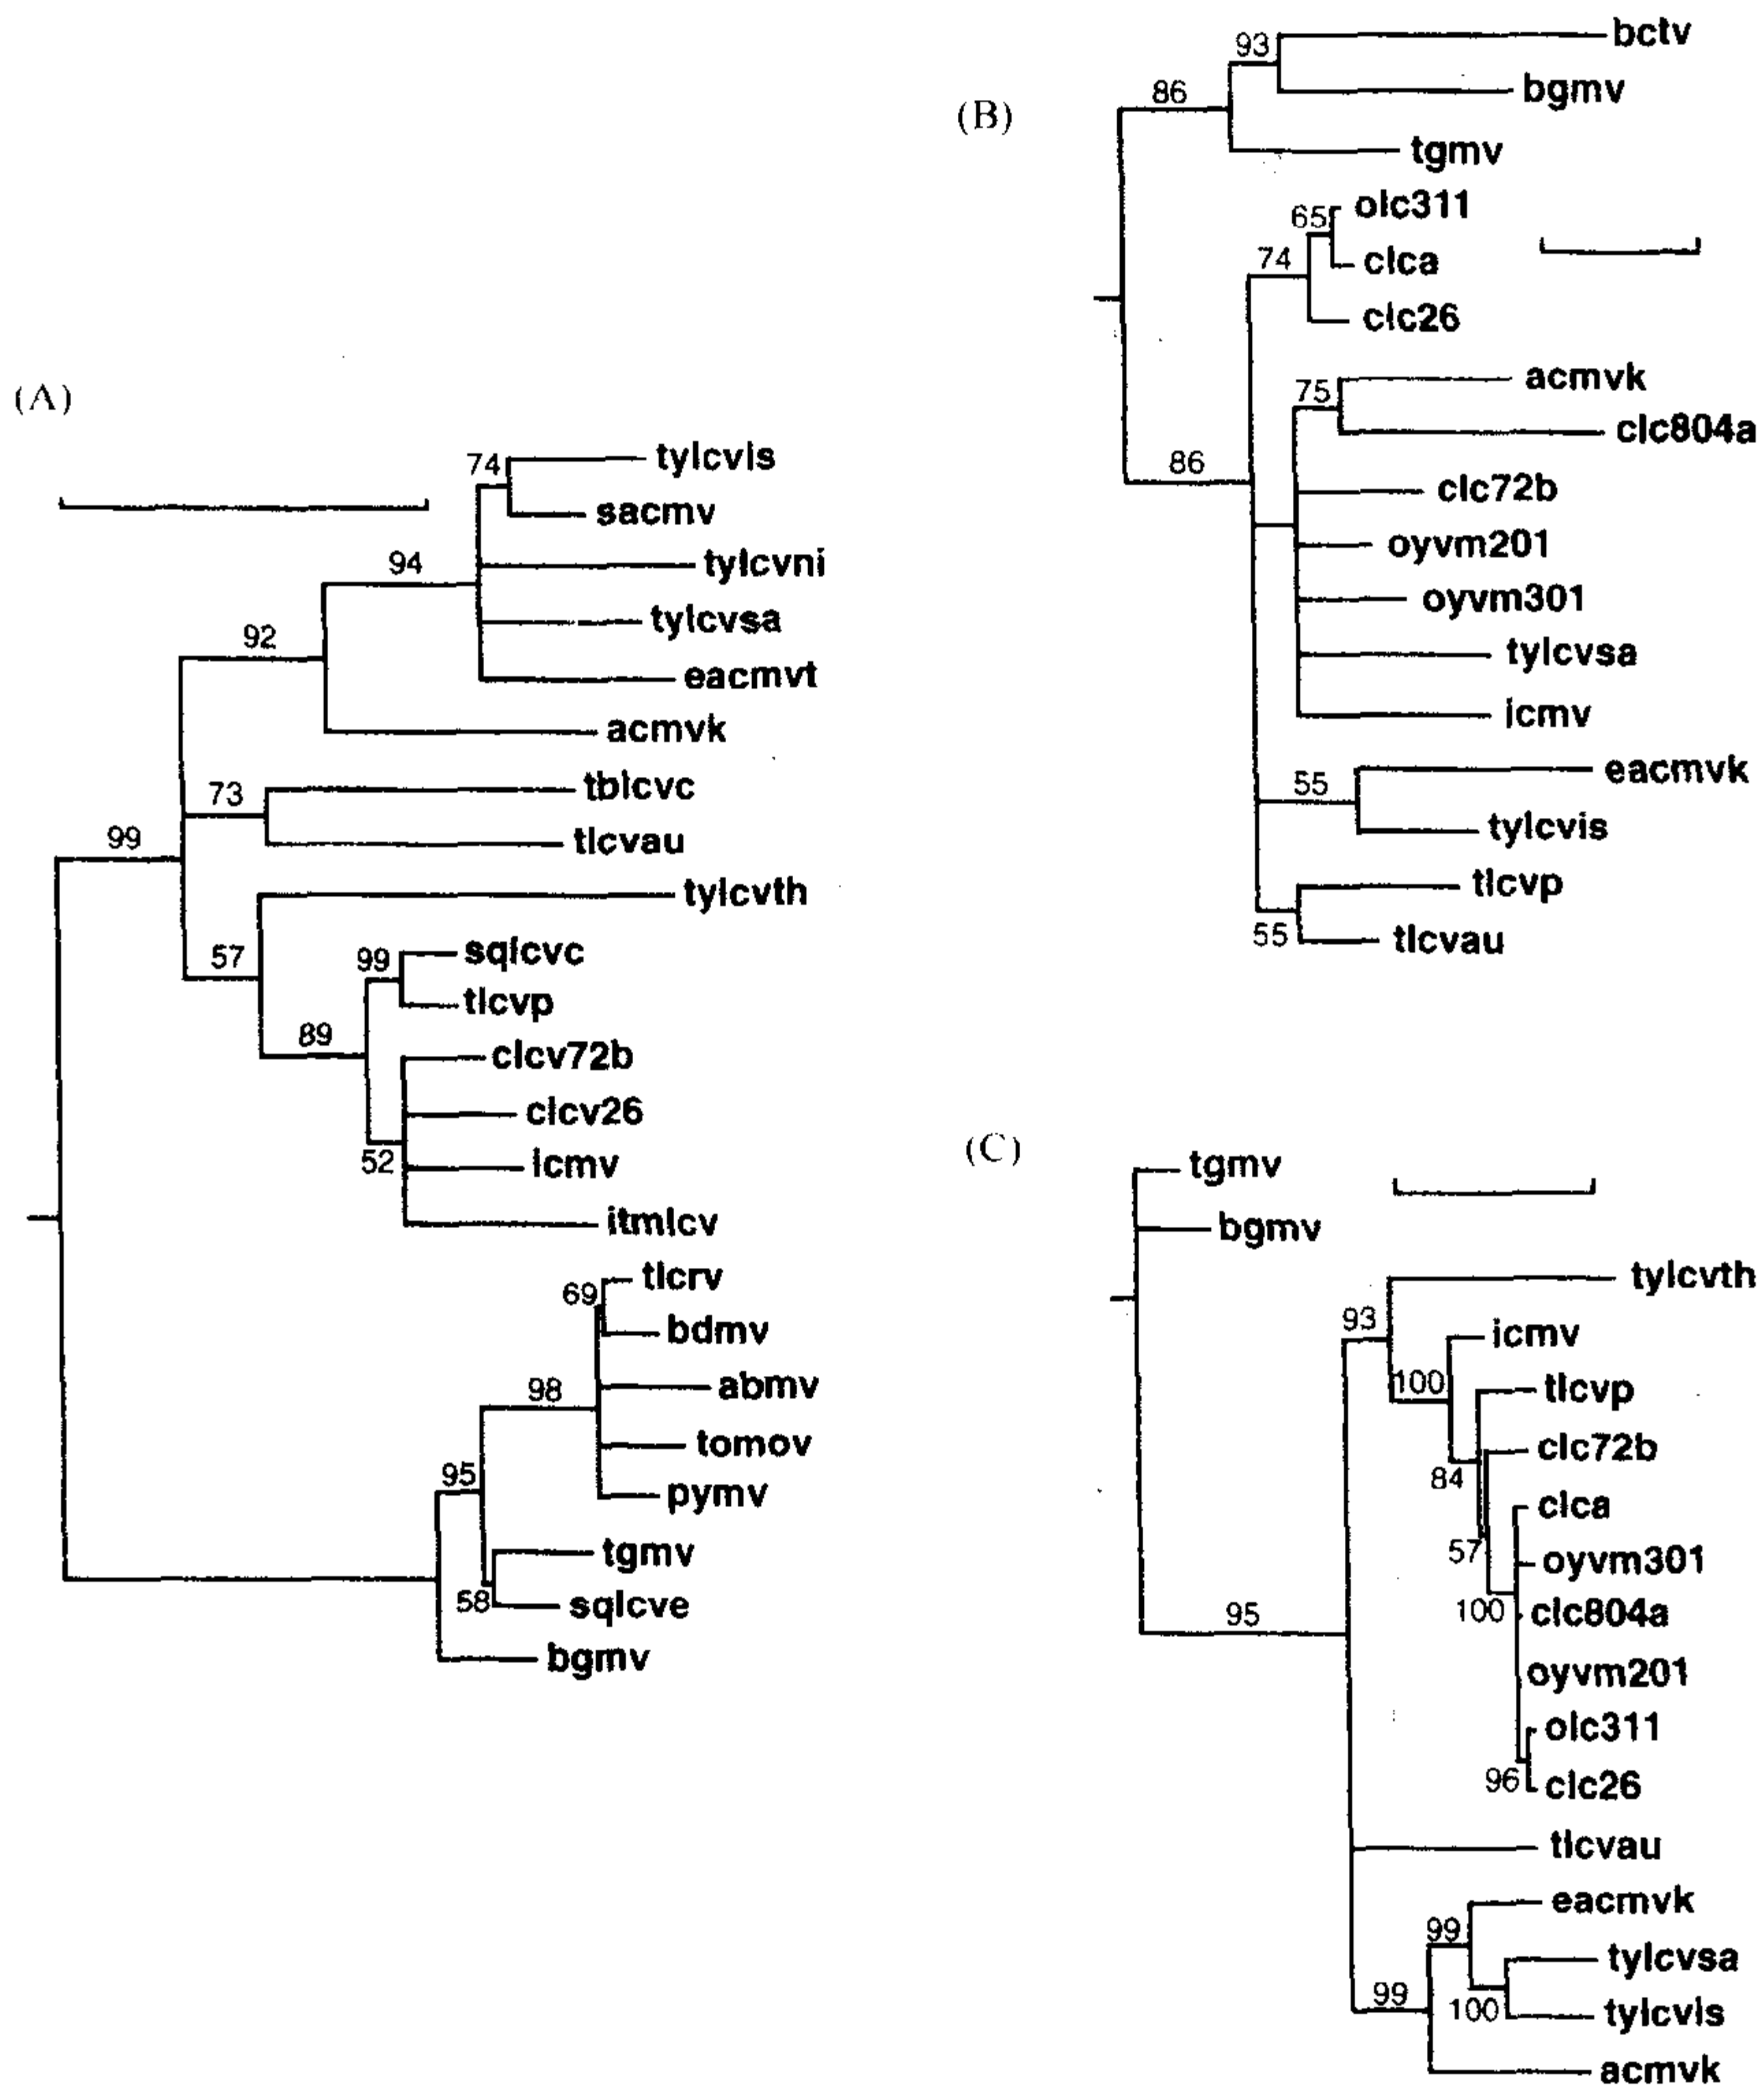 (A)
74
tylcvis
sacmv
94
tylcvni
tylcvsa
92
eacmvt
acmvk
73
tblcvc
99
tlcvau
tylcvth
57
99
sqlcvc
tlcvp
89
clcv72b
clcv26
52
icmv
itmlcv
69
tlcrv
bdmv
98
abmv
tomov
95
pymv
tgmv
58
sqlcve
bgmv
(B)
93
bctv
86
bgmv
tgmv
65
olc311
74
clca
clc26
75
acmvk
clc804a
86
clc72b
oyvm201
oyvm301
tylcvsa
icmv
55
eacmvk
tylcvis
tlcvp
55
tlcvau
(C)
tgmv
bgmv
tylcvth
93
icmv
100
tlcvp
84
clc72b
clca
57
oyvm301
100
clc804a
95
oyvm201
olc311
96
clc26
tlcvau
eacmvk
99
tylcvsa
99
100
tylcvis
acmvk